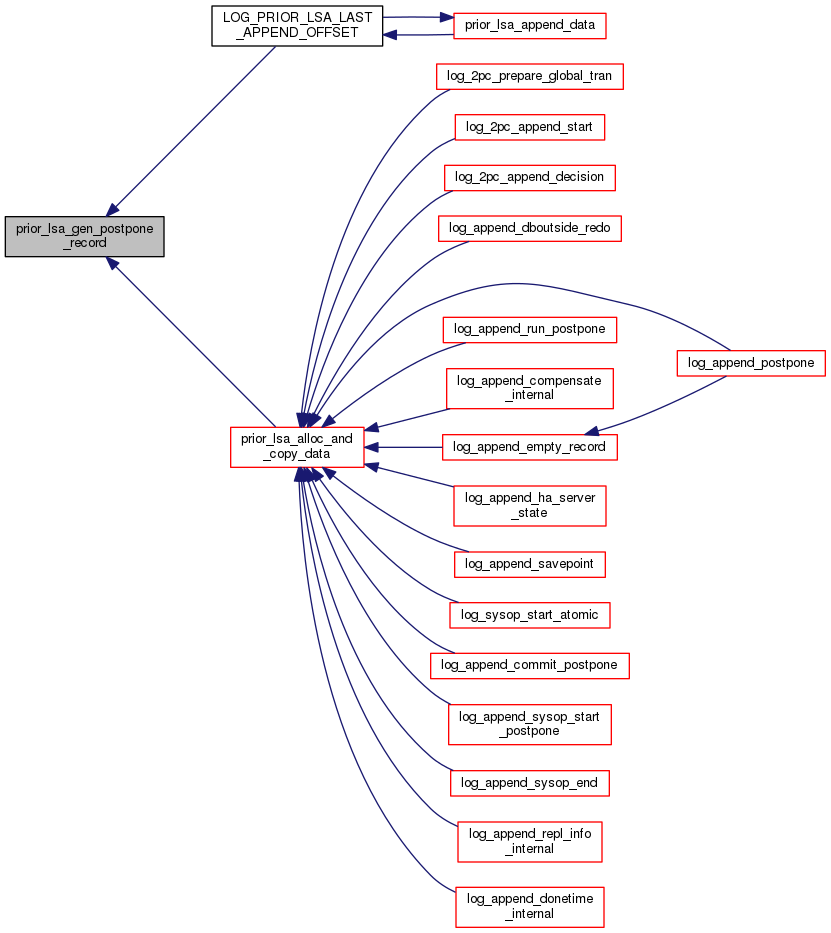 LOG_PRIOR_LSA_LAST
_APPEND_OFFSET
prior_lsa_append_data
log_2pc_prepare_global_tran
log_2pc_append_start
log_2pc_append_decision
prior_lsa_gen_postpone
_record
log_append_dboutside_redo
log_append_run_postpone
log_append_postpone
log_append_compensate
_internal
prior_lsa_alloc_and
_copy_data
log_append_empty_record
log_append_ha_server
_state
log_append_savepoint
log_sysop_start_atomic
log_append_commit_postpone
log_append_sysop_start
_postpone
log_append_sysop_end
log_append_repl_info
_internal
log_append_donetime
_internal